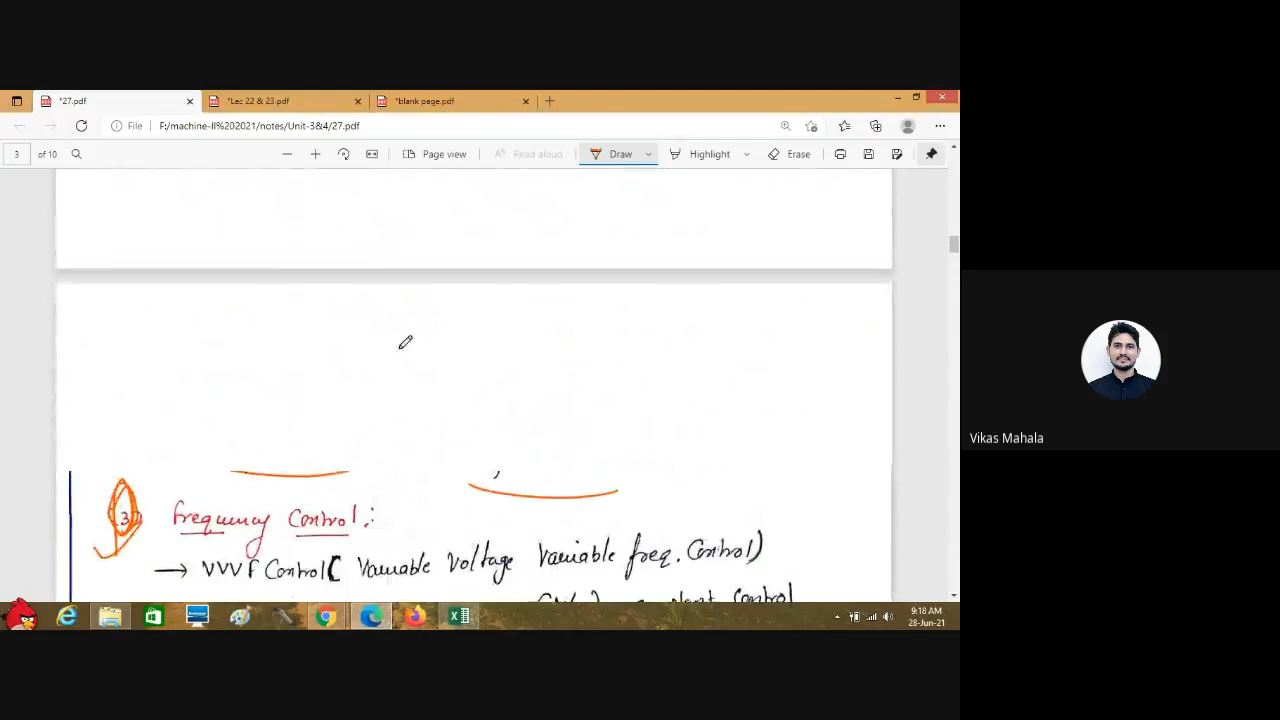 *27.pdf
*Lec 22 & 23.pdf
*blank page.pdf
File
F:/machine-II%202021/notes/Unit-3&4/27.pdf
3 of 10
Page view
Read aloud
Draw
Highlight
Erase
3 frequency Control:
→ VVVF Control ( Variable Voltage Variable freq. Control)
Control
Vikas Mahala
9:18 AM
28-Jun-21